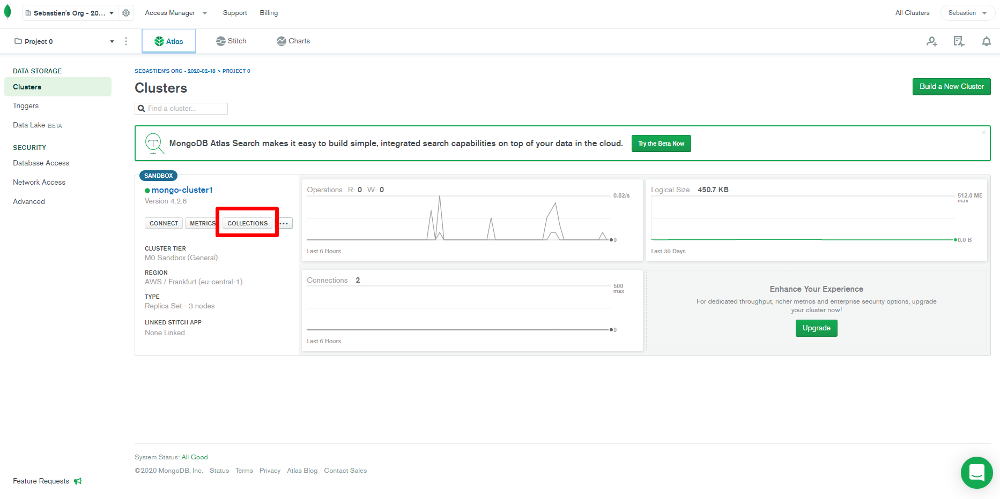 Sebastien's Org - 20...
Access Manager
Support
Billing
All Clusters
Sebastien
Project 0
Atlas
Stitch
Charts
DATA STORAGE
Clusters
Triggers
Data Lake BETA
SECURITY
Database Access
Network Access
Advanced
Feature Requests
SEBASTIEN'S ORG - 2020-02-18 > PROJECT 0
Clusters
Build a New Cluster
Find a cluster...
MongoDB Atlas Search makes it easy to build simple, integrated search capabilities on top of your data in the cloud.
Try the Beta Now
SANDBOX
mongo-cluster1
Version 4.2.6
CONNECT
METRICS
COLLECTIONS
...
CLUSTER TIER
M0 Sandbox (General)
REGION
AWS / Frankfurt (eu-central-1)
TYPE
Replica Set - 3 nodes
LINKED STITCH APP
None Linked
Operations R: 0 W: 0
0.02/s
0
Last 6 Hours
Logical Size 450.7 KB
512.0 MB
max
0.0 B
Last 30 Days
Connections 2
500
max
0
Last 6 Hours
Enhance Your Experience
For dedicated throughput, richer metrics and enterprise security options, upgrade
your cluster now!
Upgrade
System Status: All Good
©2020 MongoDB, Inc. Status Terms Privacy Atlas Blog Contact Sales